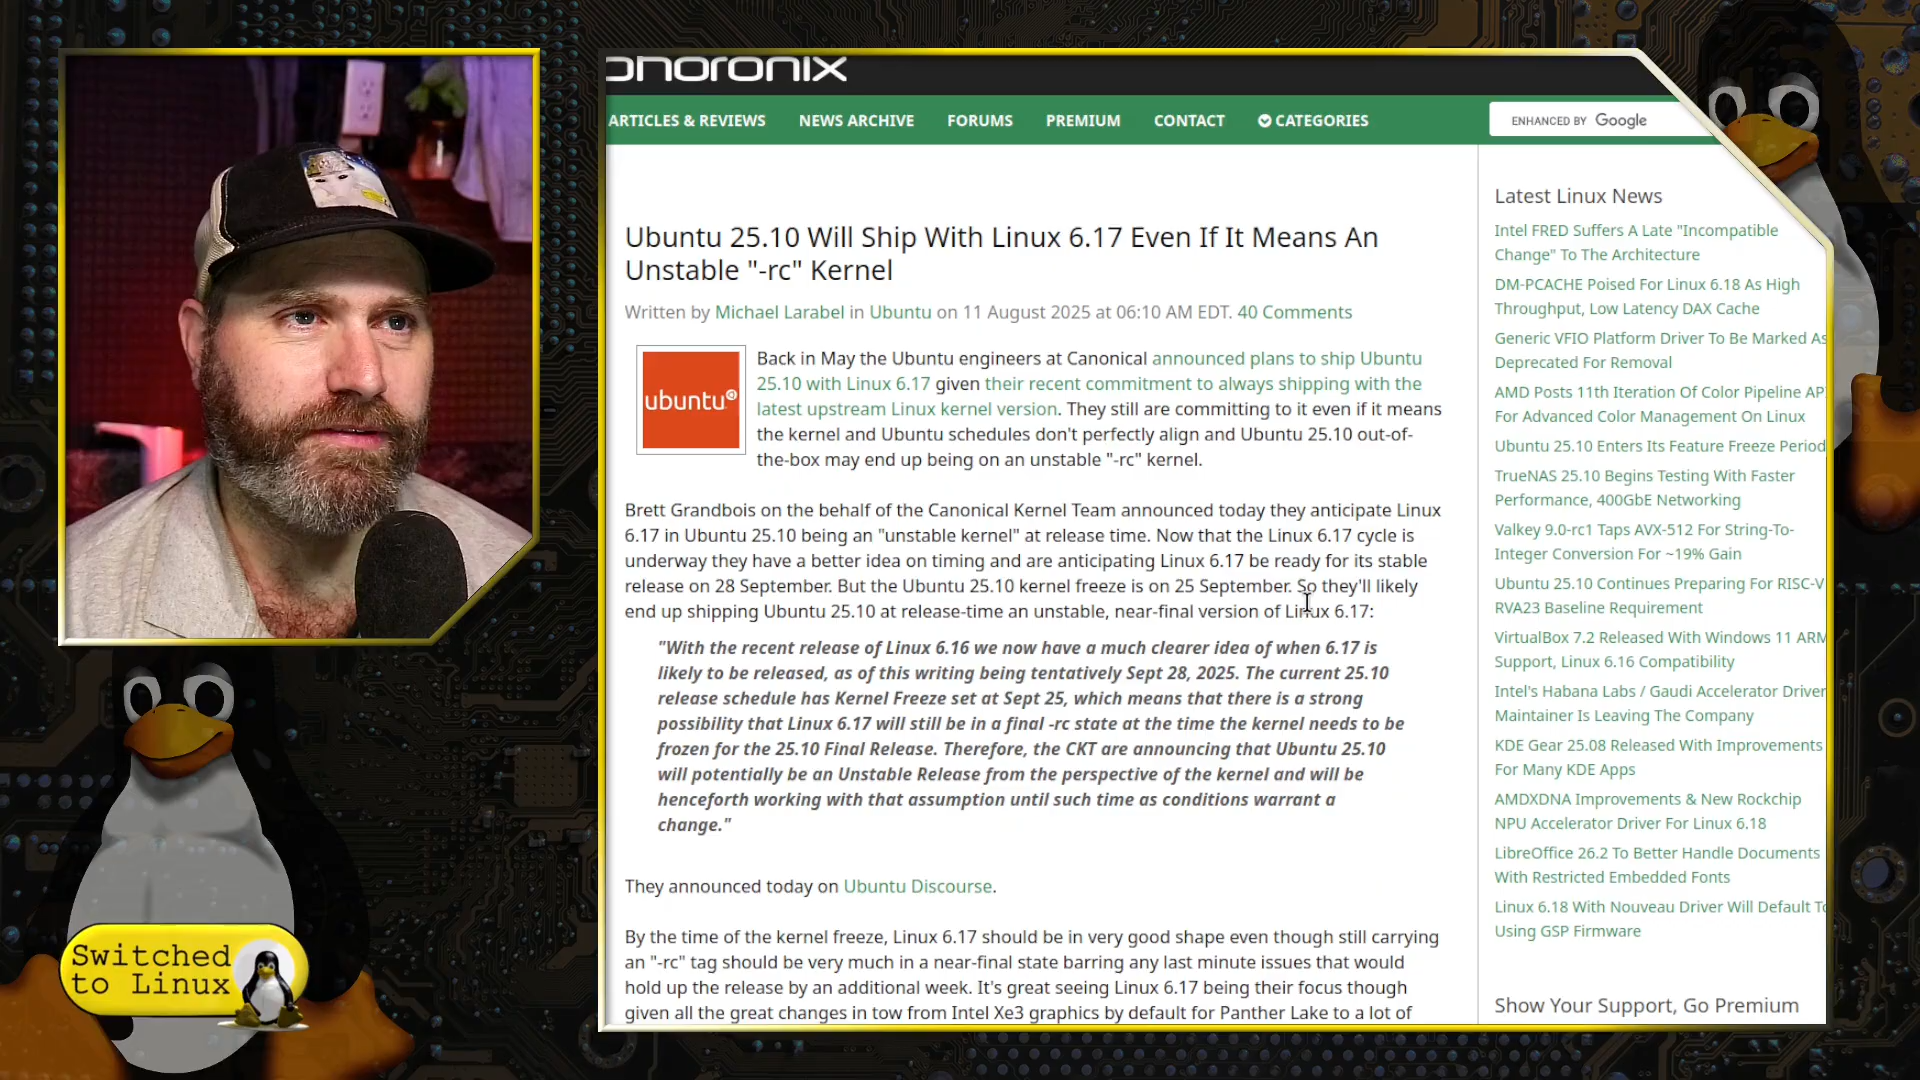 phoronix
ARTICLES & REVIEWS
NEWS ARCHIVE
FORUMS
PREMIUM
CONTACT
CATEGORIES
ENHANCED BY Google
Ubuntu 25.10 Will Ship With Linux 6.17 Even If It Means An
Unstable "-rc" Kernel
Written by Michael Larabel in Ubuntu on 11 August 2025 at 06:10 AM EDT. 40 Comments
ubuntu
Back in May the Ubuntu engineers at Canonical announced plans to ship Ubuntu
25.10 with Linux 6.17 given their recent commitment to always shipping with the
latest upstream Linux kernel version. They still are committing to it even if it means
the kernel and Ubuntu schedules don't perfectly align and Ubuntu 25.10 out-of-
the-box may end up being on an unstable "-rc" kernel.
Brett Grandbois on the behalf of the Canonical Kernel Team announced today they anticipate Linux
6.17 in Ubuntu 25.10 being an "unstable kernel" at release time. Now that the Linux 6.17 cycle is
underway they have a better idea on timing and are anticipating Linux 6.17 be ready for its stable
release on 28 September. But the Ubuntu 25.10 kernel freeze is on 25 September. So they'll likely
end up shipping Ubuntu 25.10 at release-time an unstable, near-final version of Linux 6.17:
"With the recent release of Linux 6.16 we now have a much clearer idea of when 6.17 is
likely to be released, as of this writing being tentatively Sept 28, 2025. The current 25.10
release schedule has Kernel Freeze set at Sept 25, which means that there is a strong
possibility that Linux 6.17 will still be in a final -rc state at the time the kernel needs to be
frozen for the 25.10 Final Release. Therefore, the CKT are announcing that Ubuntu 25.10
will potentially be an Unstable Release from the perspective of the kernel and will be
henceforth working with that assumption until such time as conditions warrant a
change."
They announced today on Ubuntu Discourse.
By the time of the kernel freeze, Linux 6.17 should be in very good shape even though still carrying
an "-rc" tag should be very much in a near-final state barring any last minute issues that would
hold up the release by an additional week. It's great seeing Linux 6.17 being their focus though
given all the great changes in tow from Intel Xe3 graphics by default for Panther Lake to a lot of
Latest Linux News
Intel FRED Suffers A Late "Incompatible
Change" To The Architecture
DM-PCACHE Poised For Linux 6.18 As High
Throughput, Low Latency DAX Cache
Generic VFIO Platform Driver To Be Marked As
Deprecated For Removal
AMD Posts 11th Iteration Of Color Pipeline AP
For Advanced Color Management On Linux
Ubuntu 25.10 Enters Its Feature Freeze Period
TrueNAS 25.10 Begins Testing With Faster
Performance, 400GbE Networking
Valkey 9.0-rc1 Taps AVX-512 For String-To-
Integer Conversion For ~19% Gain
Ubuntu 25.10 Continues Preparing For RISC-V
RVA23 Baseline Requirement
VirtualBox 7.2 Released With Windows 11 ARM
Support, Linux 6.16 Compatibility
Intel's Habana Labs / Gaudi Accelerator Driver
Maintainer Is Leaving The Company
KDE Gear 25.08 Released With Improvements
For Many KDE Apps
AMDXDNA Improvements & New Rockchip
NPU Accelerator Driver For Linux 6.18
LibreOffice 26.2 To Better Handle Documents
With Restricted Embedded Fonts
Linux 6.18 With Nouveau Driver Will Default To
Using GSP Firmware
Show Your Support, Go Premium
Switched
to Linux